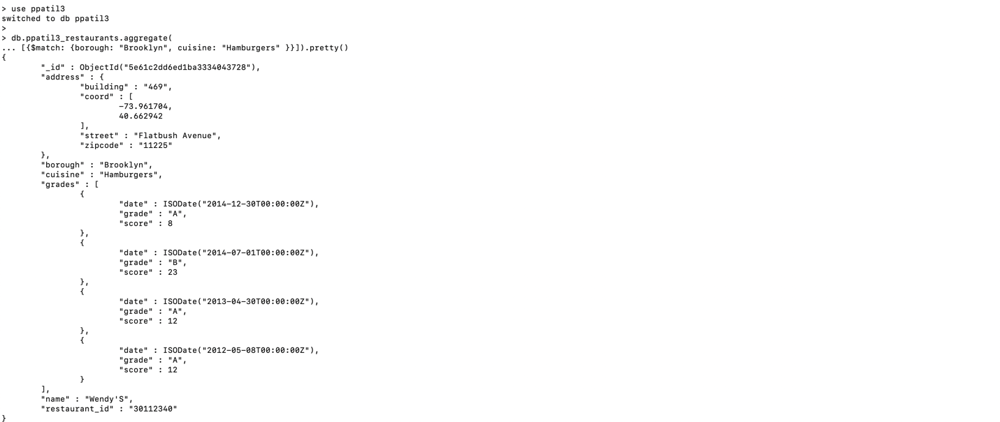 > use ppatil3
switched to db ppatil3
>
> db.ppatil3_restaurants.aggregate(
... [{$match: {borough: "Brooklyn", cuisine: "Hamburgers" }}]).pretty()
{
        "_id" : ObjectId("5e61c2dd6ed1ba3334043728"),
        "address" : {
                "building" : "469",
                "coord" : [
                        -73.961704,
                        40.662942
                ],
                "street" : "Flatbush Avenue",
                "zipcode" : "11225"
        },
        "borough" : "Brooklyn",
        "cuisine" : "Hamburgers",
        "grades" : [
                {
                        "date" : ISODate("2014-12-30T00:00:00Z"),
                        "grade" : "A",
                        "score" : 8
                },
                {
                        "date" : ISODate("2014-07-01T00:00:00Z"),
                        "grade" : "B",
                        "score" : 23
                },
                {
                        "date" : ISODate("2013-04-30T00:00:00Z"),
                        "grade" : "A",
                        "score" : 12
                },
                {
                        "date" : ISODate("2012-05-08T00:00:00Z"),
                        "grade" : "A",
                        "score" : 12
                }
        ],
        "name" : "Wendy'S",
        "restaurant_id" : "30112340"
}